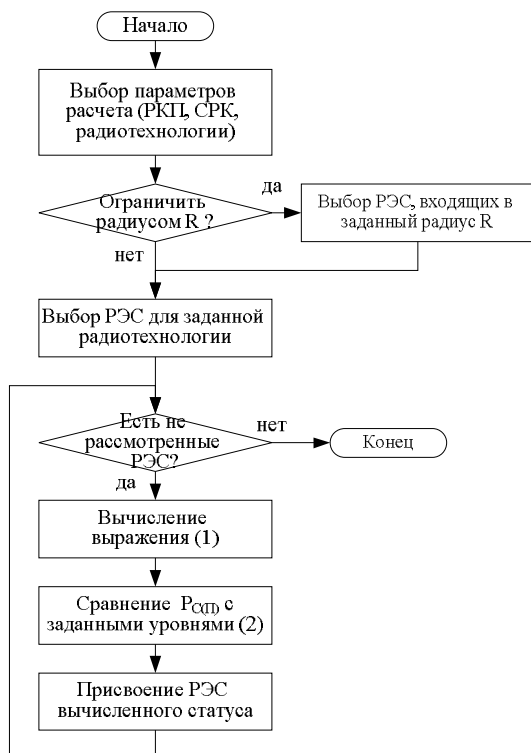 Начало
Выбор параметров
расчета (РКП, СРК,
радиотехнологии)
Ограничить
радиусом R ?
да
Выбор РЭС, входящих в
заданный радиус R
нет
Выбор РЭС для заданной
радиотехнологии
Есть не
рассмотренные
РЭС?
нет
Конец
да
Вычисление
выражения (1)
Сравнение P_С(П) с
заданными уровнями (2)
Присвоение РЭС
вычисленного статуса